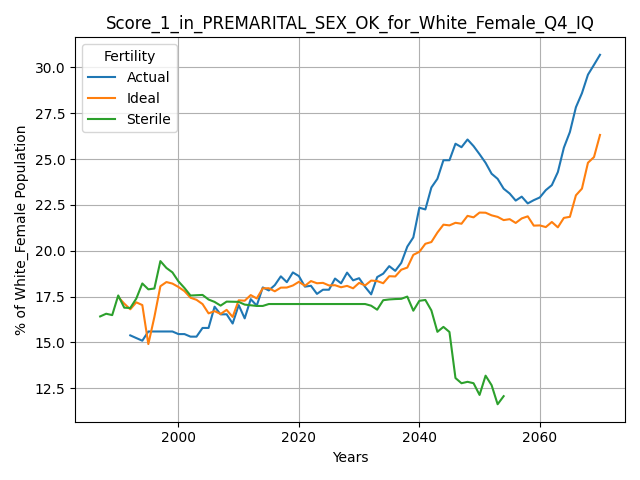 Score_1_in_PREMARITAL_SEX_OK_for_White_Female_Q4_IQ
Fertility
Actual
Ideal
Sterile
% of White_Female Population
30.0
27.5
25.0
22.5
20.0
17.5
15.0
12.5
2000
2020
2040
2060
Years